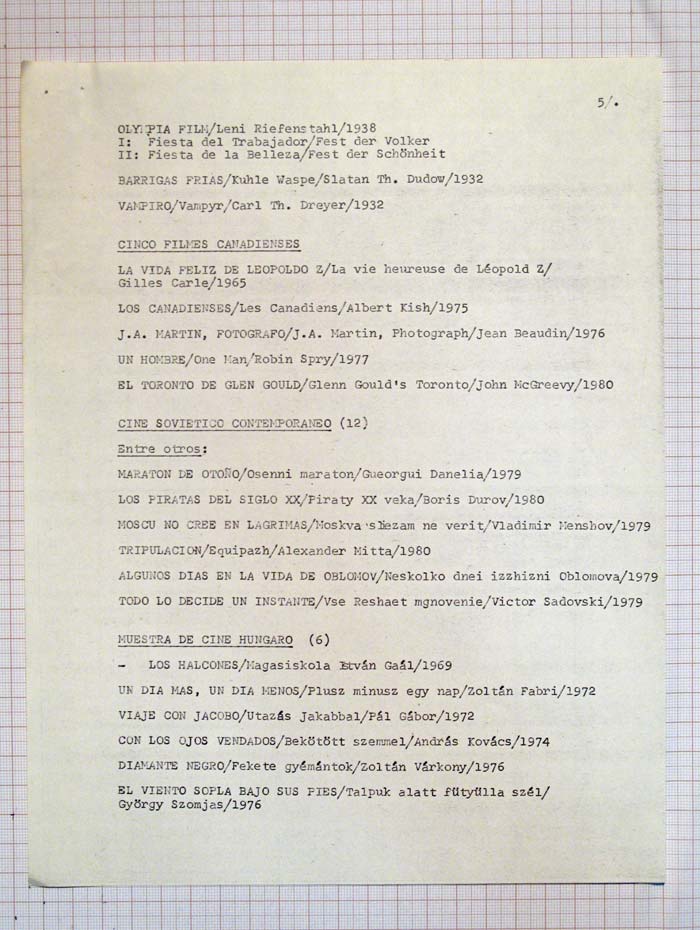 5/.
OLYMPIA FILM/Leni Riefenstahl/1938
I: Fiesta del Trabajador/Fest der Volker
II: Fiesta de la Belleza/Fest der Schönheit
BARRIGAS FRIAS/Kuhle Waspe/Slatan Th. Dudow/1932
VAMPIRO/Vampyr/Carl Th. Dreyer/1932
CINCO FILMES CANADIENSES
LA VIDA FELIZ DE LEOPOLDO Z/La vie heureuse de Léopold Z/
Gilles Carle/1965
LOS CANADIENSES/Les Canadiens/Albert Kish/1975
J.A. MARTIN, FOTOGRAFO/J.A. Martin, Photograph/Jean Beaudin/1976
UN HOMBRE/One Man/Robin Spry/1977
EL TORONTO DE GLEN GOULD/Glenn Gould's Toronto/John McGreevy/1980
CINE SOVIETICO CONTEMPORANEO (12)
Entre otros:
MARATON DE OTOÑO/Osenni maraton/Gueorgui Danelia/1979
LOS PIRATAS DEL SIGLO XX/Piraty XX veka/Boris Durov/1980
MOSCU NO CREE EN LAGRIMAS/Moskva sliezam ne verit/Vladimir Menshov/1979
TRIPULACION/Equipazh/Alexander Mitta/1980
ALGUNOS DIAS EN LA VIDA DE OBLOMOV/Neskolko dnei izzhizni Oblomova/1979
TODO LO DECIDE UN INSTANTE/Vse Reshaet mgnovenie/Victor Sadovski/1979
MUESTRA DE CINE HUNGARO (6)
- LOS HALCONES/Magasiskola István Gaál/1969
UN DIA MAS, UN DIA MENOS/Plusz minusz egy nap/Zoltán Fabri/1972
VIAJE CON JACOBO/Utazás Jakabbal/Pál Gábor/1972
CON LOS OJOS VENDADOS/Bekötött szemmel/András Kovács/1974
DIAMANTE NEGRO/Fekete gyémántok/Zoltán Várkony/1976
EL VIENTO SOPLA BAJO SUS PIES/Talpuk alatt fütyülla szél/
György Szomjas/1976